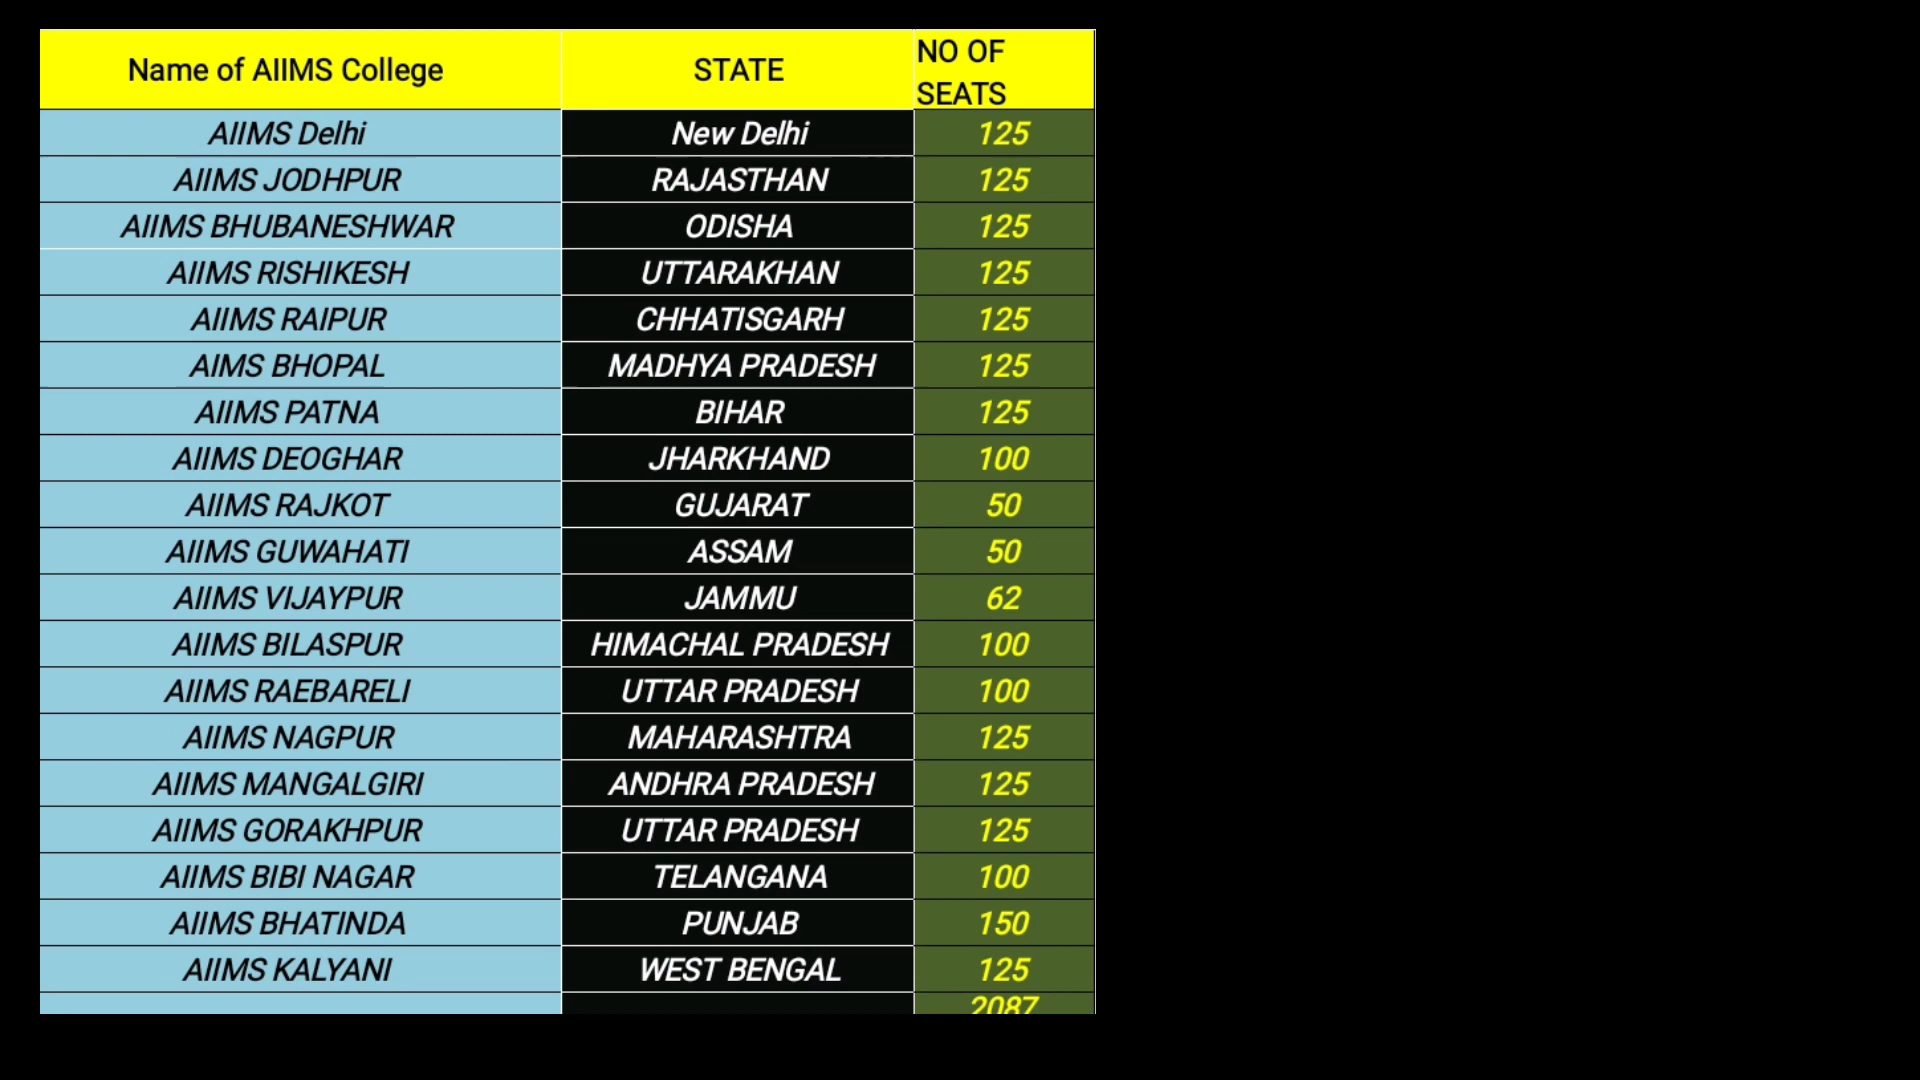 Name of AIIMS College STATE NO OF SEATS
AIIMS Delhi New Delhi 125
AIIMS JODHPUR RAJASTHAN 125
AIIMS BHUBANESHWAR ODISHA 125
AIIMS RISHIKESH UTTARAKHAN 125
AIIMS RAIPUR CHHATISGARH 125
AIMS BHOPAL MADHYA PRADESH 125
AIIMS PATNA BIHAR 125
AIIMS DEOGHAR JHARKHAND 100
AIIMS RAJKOT GUJARAT 50
AIIMS GUWAHATI ASSAM 50
AIIMS VIJAYPUR JAMMU 62
AIIMS BILASPUR HIMACHAL PRADESH 100
AIIMS RAEBARELI UTTAR PRADESH 100
AIIMS NAGPUR MAHARASHTRA 125
AIIMS MANGALGIRI ANDHRA PRADESH 125
AIIMS GORAKHPUR UTTAR PRADESH 125
AIIMS BIBI NAGAR TELANGANA 100
AIIMS BHATINDA PUNJAB 150
AIIMS KALYANI WEST BENGAL 125
2087